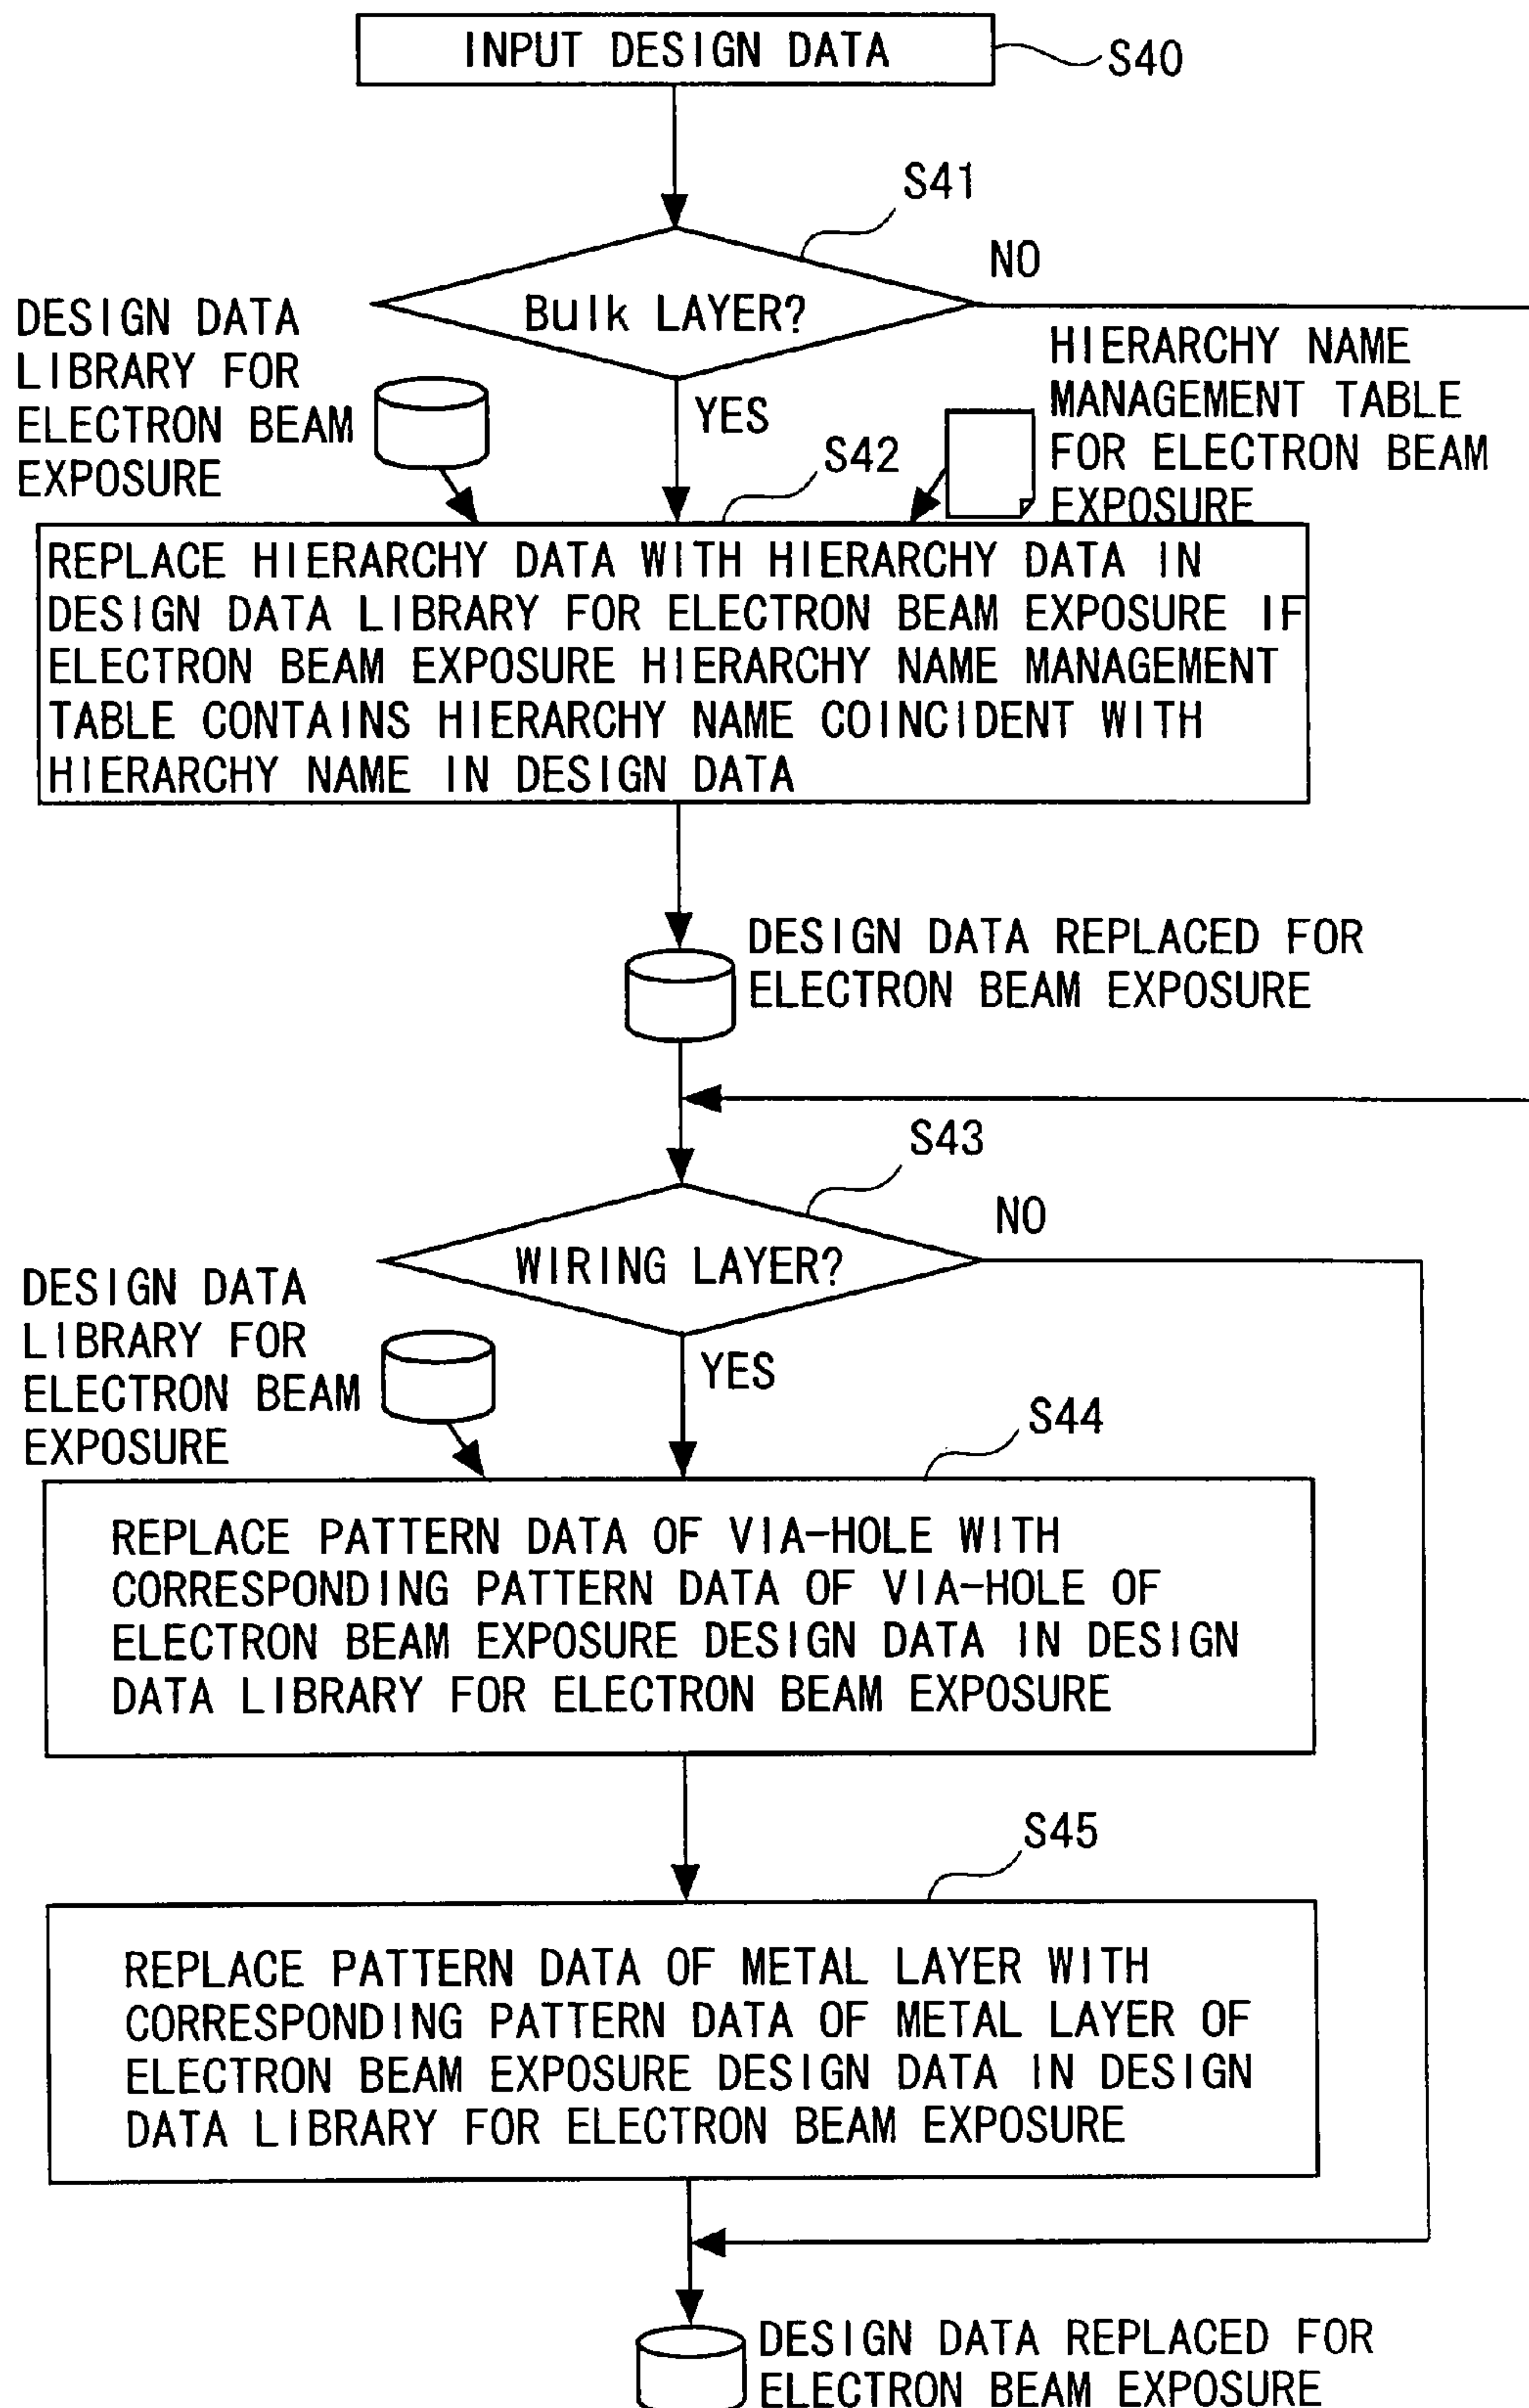 INPUT DESIGN DATA
S40
S41
NO
Bulk LAYER?
DESIGN DATA
LIBRARY FOR
ELECTRON BEAM
EXPOSURE
YES
HIERARCHY NAME
MANAGEMENT TABLE
FOR ELECTRON BEAM
EXPOSURE
S42
REPLACE HIERARCHY DATA WITH HIERARCHY DATA IN
DESIGN DATA LIBRARY FOR ELECTRON BEAM EXPOSURE IF
ELECTRON BEAM EXPOSURE HIERARCHY NAME MANAGEMENT
TABLE CONTAINS HIERARCHY NAME COINCIDENT WITH
HIERARCHY NAME IN DESIGN DATA
DESIGN DATA REPLACED FOR
ELECTRON BEAM EXPOSURE
S43
NO
WIRING LAYER?
DESIGN DATA
LIBRARY FOR
ELECTRON BEAM
EXPOSURE
YES
S44
REPLACE PATTERN DATA OF VIA-HOLE WITH
CORRESPONDING PATTERN DATA OF VIA-HOLE OF
ELECTRON BEAM EXPOSURE DESIGN DATA IN DESIGN
DATA LIBRARY FOR ELECTRON BEAM EXPOSURE
S45
REPLACE PATTERN DATA OF METAL LAYER WITH
CORRESPONDING PATTERN DATA OF METAL LAYER OF
ELECTRON BEAM EXPOSURE DESIGN DATA IN DESIGN
DATA LIBRARY FOR ELECTRON BEAM EXPOSURE
DESIGN DATA REPLACED FOR
ELECTRON BEAM EXPOSURE